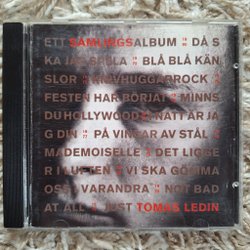 ETT SAMLINGSALBUM DÅ S
KA JAG SPELA BLÅ BLÅ KÄN
SLOR KNIVHUGGARROCK
FESTEN HAR BÖRJAT MINNS
DU HOLLYWOOD NATT ÄR JA
G DIN PÅ VINGAR AV STÅL
MADEMOISELLE DET LIGGE
R I LUFTEN VI SKA GÖMMA
OSS VARANDRA NOT BAD
AT ALL JUST TOMAS LEDIN